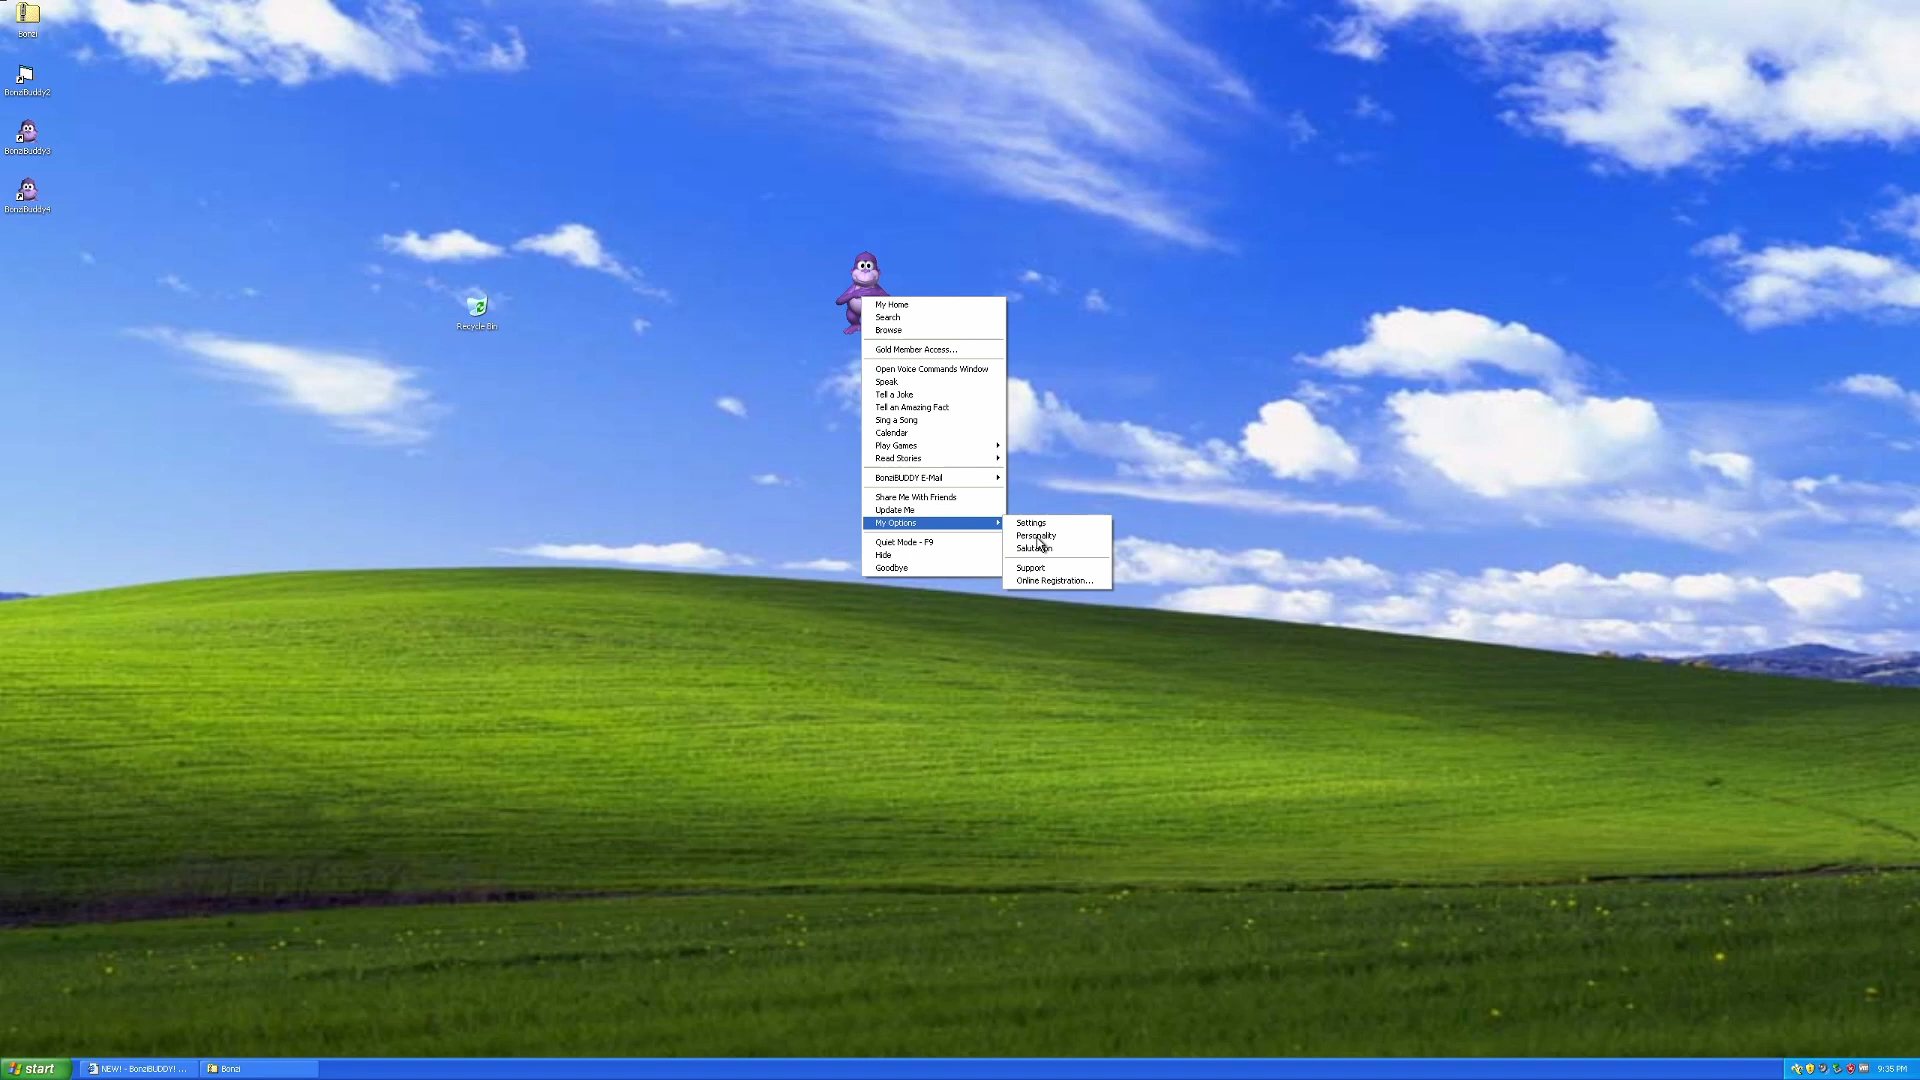 Bonzi
BonziBuddy2
BonziBuddy3
BonziBuddy4
Recycle Bin
My Home
Search
Browse
Gold Member Access...
Open Voice Commands Window
Speak
Tell a Joke
Tell an Amazing Fact
Sing a Song
Calendar
Play Games
Read Stories
BonziBUDDY E-Mail
Share Me With Friends
Update Me
My Options
Quiet Mode - F9
Hide
Goodbye
Settings
Personality
Salutation
Support
Online Registration...
start
NEW! - BonziBUDDY! ...
Bonzi
9:35 PM